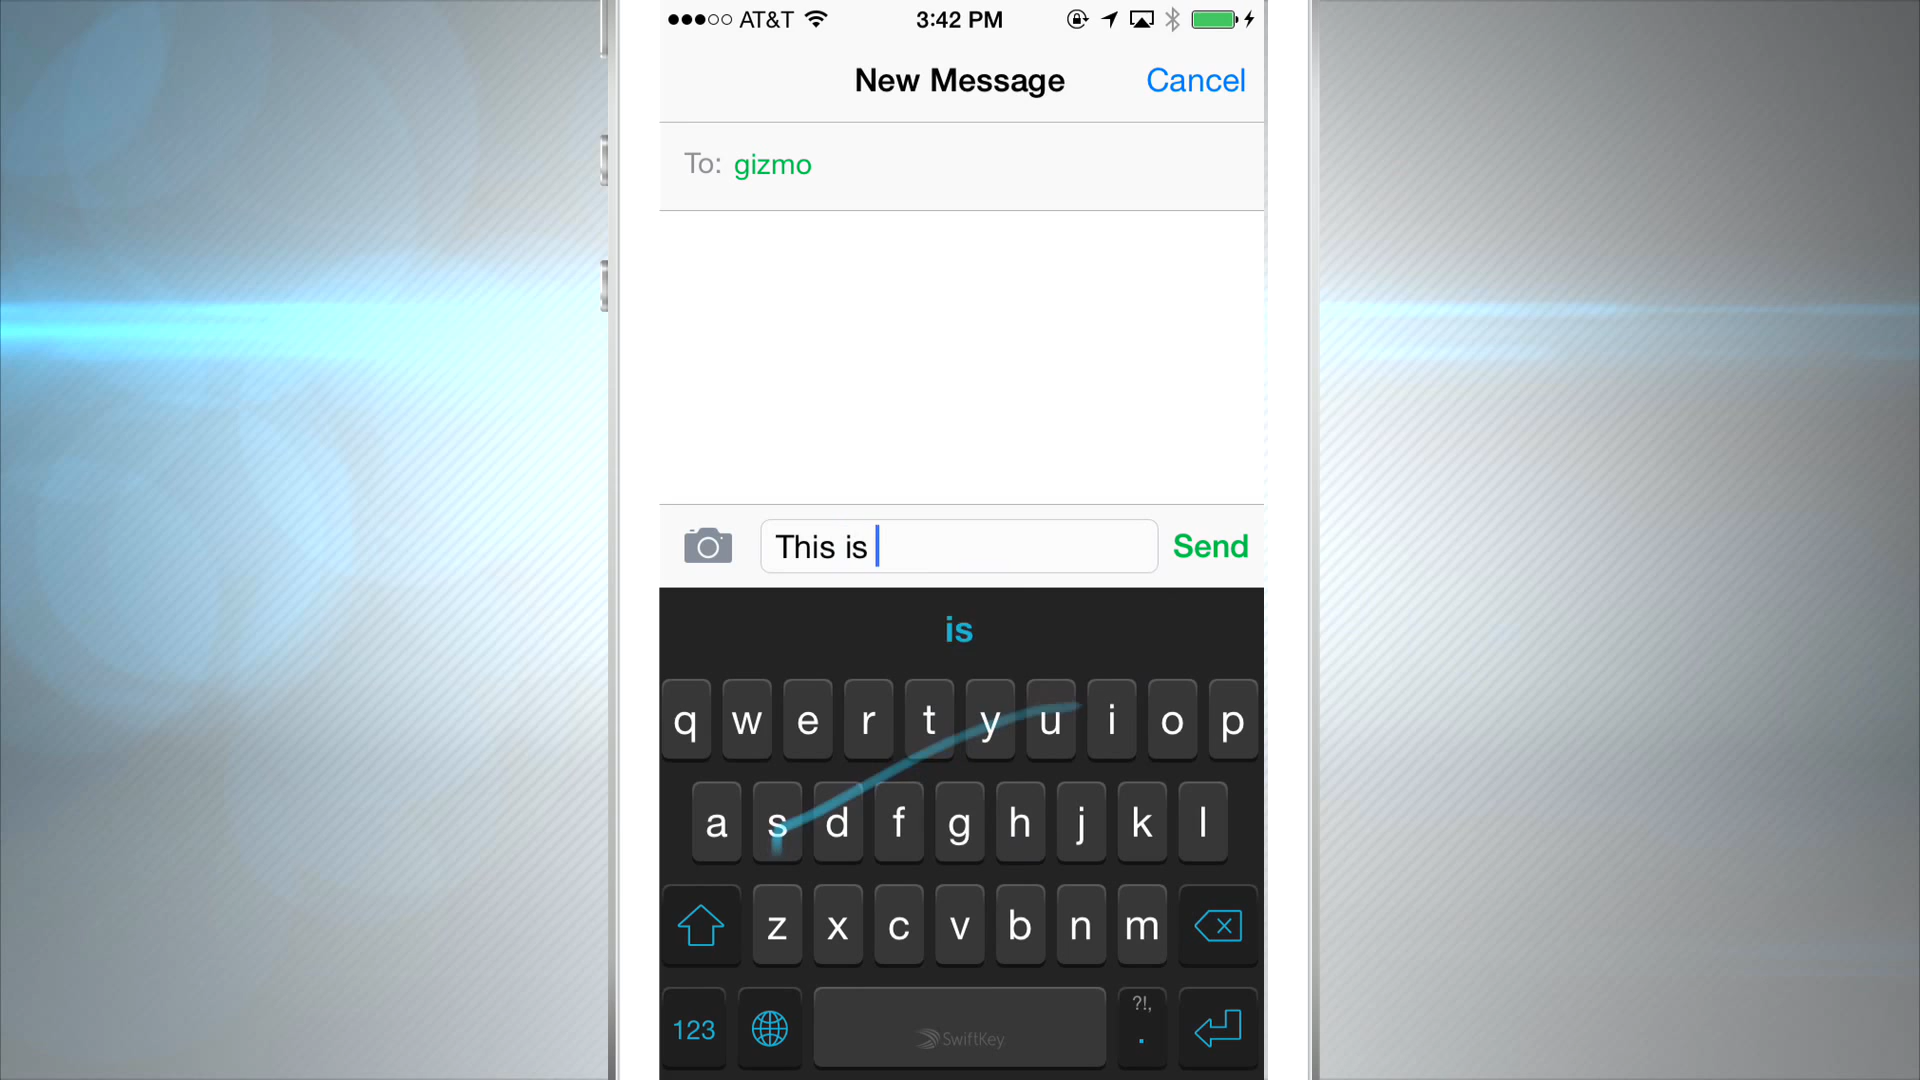 AT&T 3:42 PM
New Message Cancel
To: gizmo
This is Send
is
q w e r t y u i o p
a s d f g h j k l
z x c v b n m
?!,
123 SwiftKey .